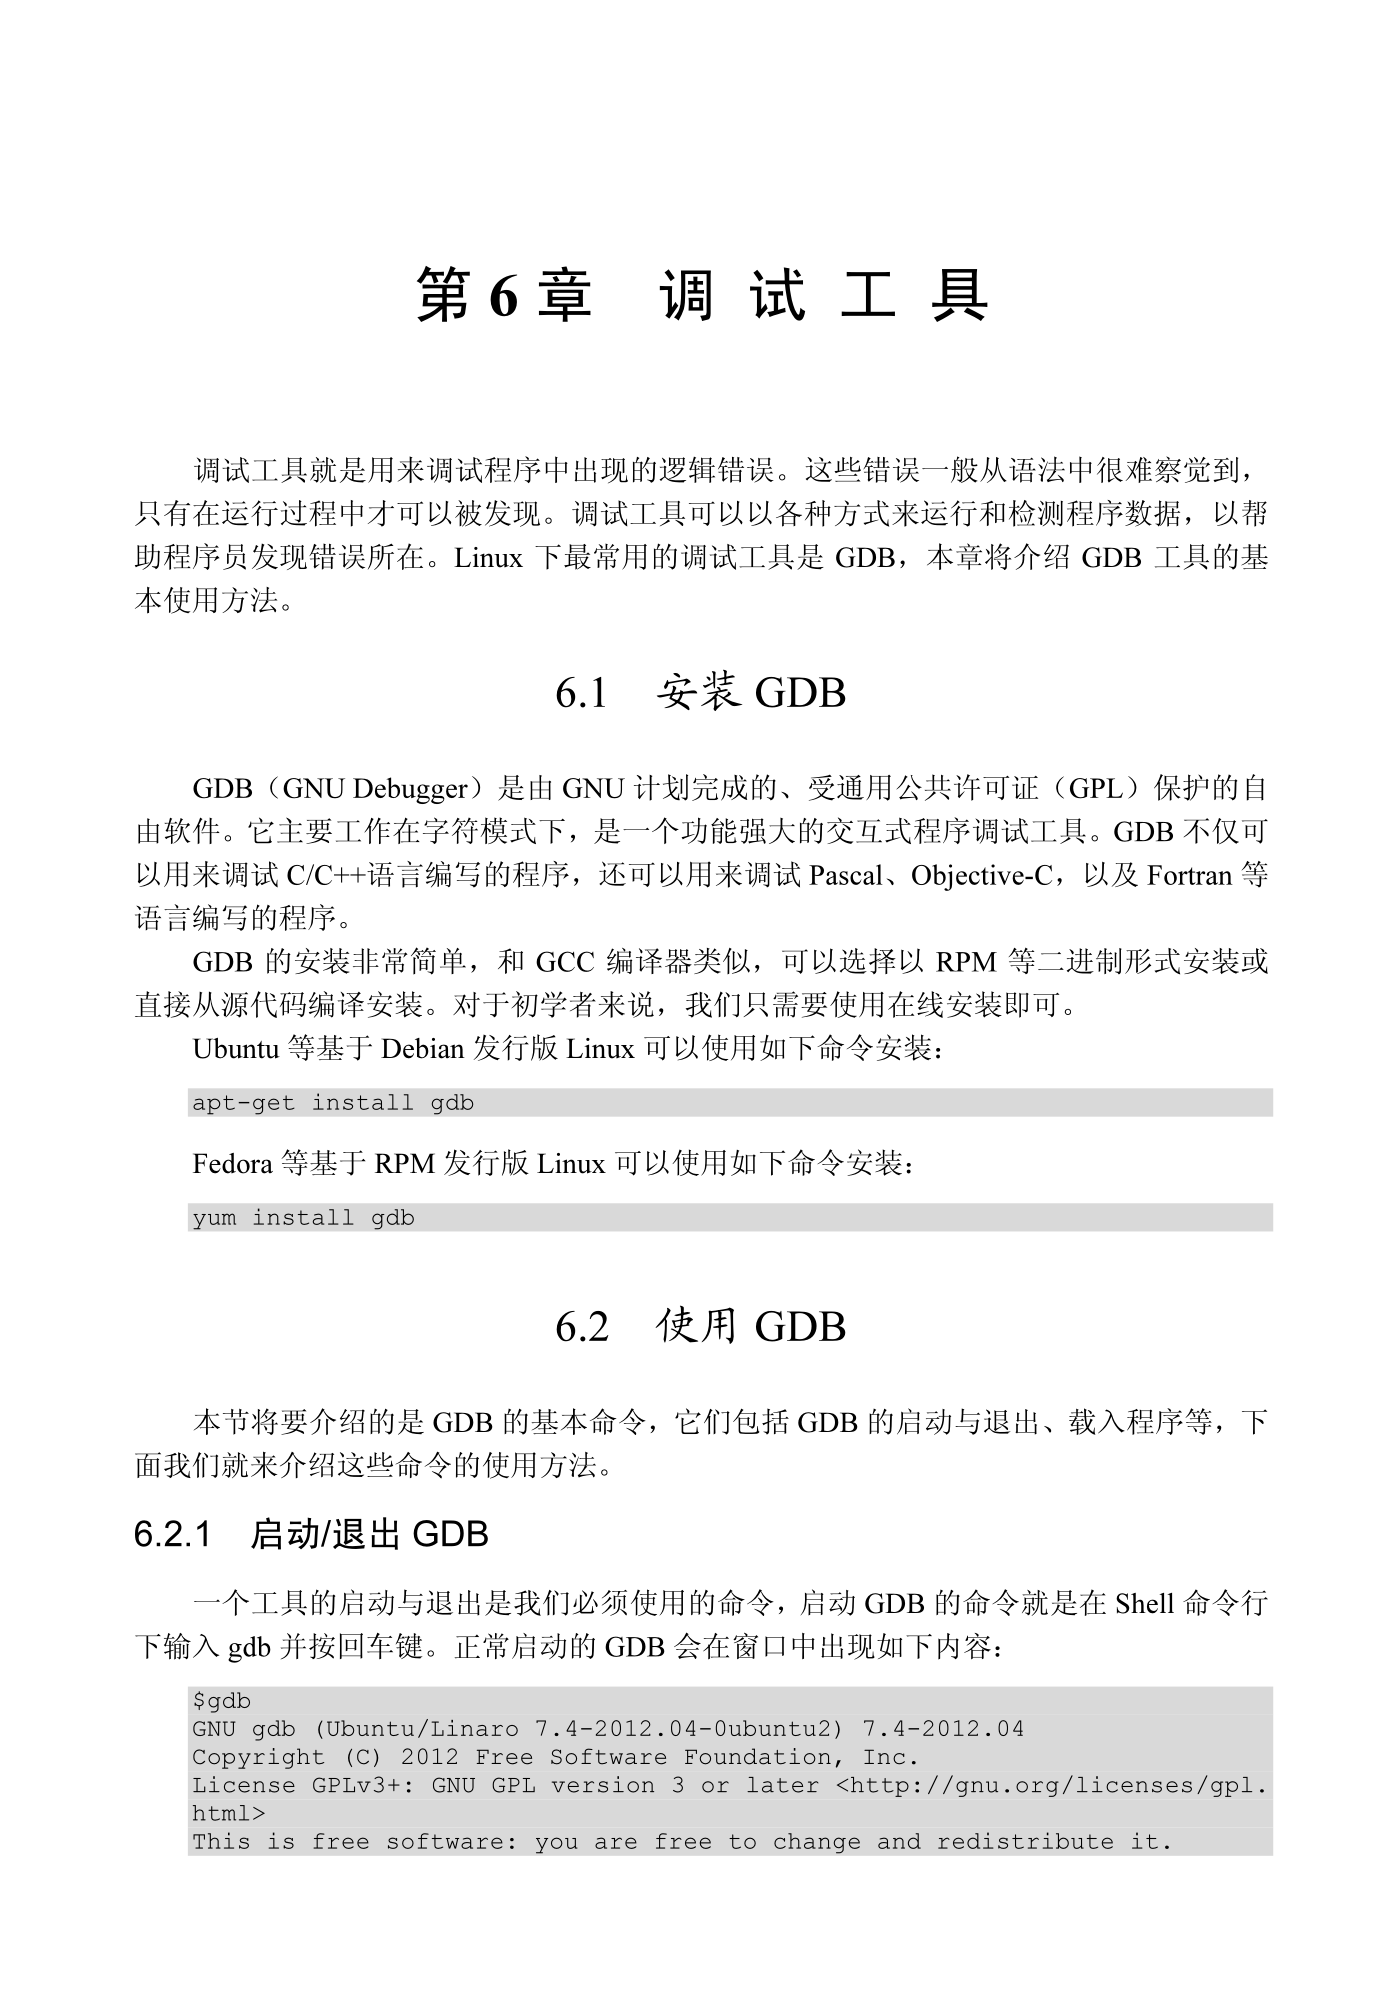 第 6 章 调 试 工 具
调试工具就是用来调试程序中出现的逻辑错误。这些错误一般从语法中很难察觉到，
只有在运行过程中才可以被发现。调试工具可以以各种方式来运行和检测程序数据，以帮
助程序员发现错误所在。Linux 下最常用的调试工具是 GDB，本章将介绍 GDB 工具的基
本使用方法。
6.1 安装 GDB
GDB（GNU Debugger）是由 GNU 计划完成的、受通用公共许可证（GPL）保护的自
由软件。它主要工作在字符模式下，是一个功能强大的交互式程序调试工具。GDB 不仅可
以用来调试 C/C++语言编写的程序，还可以用来调试 Pascal、Objective-C，以及 Fortran 等
语言编写的程序。
GDB 的安装非常简单，和 GCC 编译器类似，可以选择以 RPM 等二进制形式安装或
直接从源代码编译安装。对于初学者来说，我们只需要使用在线安装即可。
Ubuntu 等基于 Debian 发行版 Linux 可以使用如下命令安装：
apt-get install gdb
Fedora 等基于 RPM 发行版 Linux 可以使用如下命令安装：
yum install gdb
6.2 使用 GDB
本节将要介绍的是 GDB 的基本命令，它们包括 GDB 的启动与退出、载入程序等，下
面我们就来介绍这些命令的使用方法。
6.2.1 启动/退出 GDB
一个工具的启动与退出是我们必须使用的命令，启动 GDB 的命令就是在 Shell 命令行
下输入 gdb 并按回车键。正常启动的 GDB 会在窗口中出现如下内容：
$gdb
GNU gdb (Ubuntu/Linaro 7.4-2012.04-0ubuntu2) 7.4-2012.04
Copyright (C) 2012 Free Software Foundation, Inc.
License GPLv3+: GNU GPL version 3 or later <http://gnu.org/licenses/gpl.
html>
This is free software: you are free to change and redistribute it.